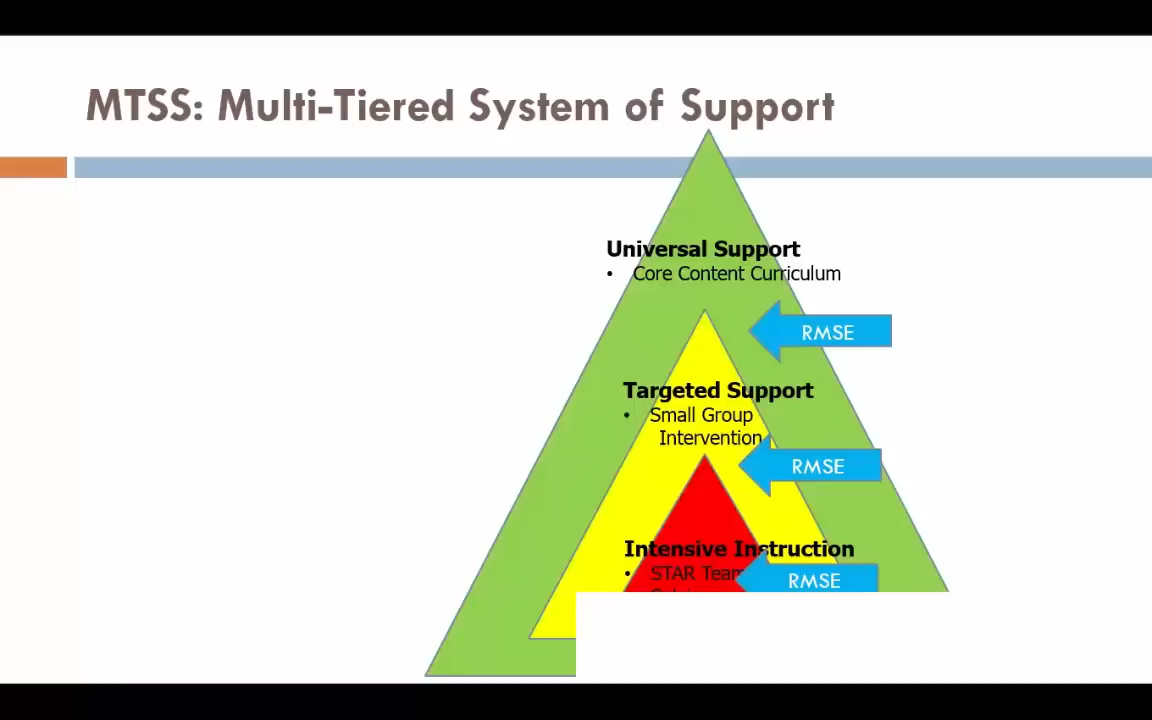 MTSS: Multi-Tiered System of Support
Universal Support
• Core Content Curriculum
RMSE
Targeted Support
• Small Group
Intervention
RMSE
Intensive Instruction
• STAR Team
RMSE